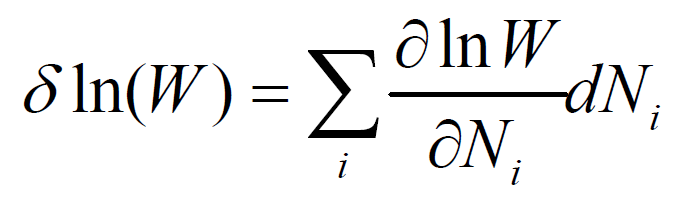 δ ln(W) = ∑_i (∂ ln W / ∂N_i) dN_i